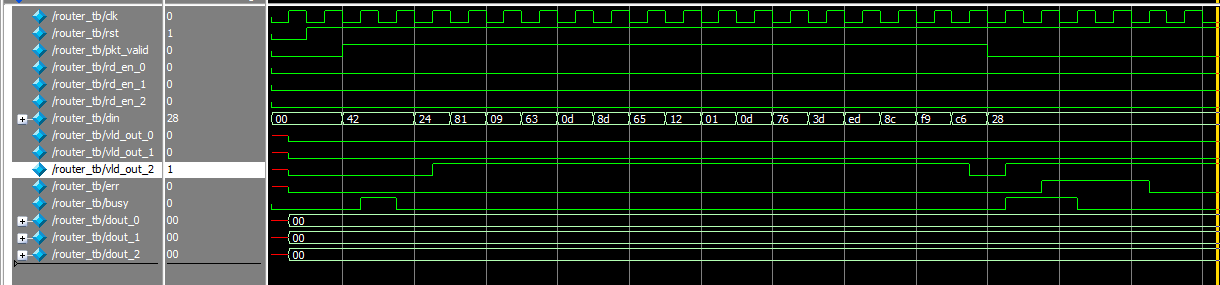 /router_tb/clk 0
/router_tb/rst 1
/router_tb/pkt_valid 0
/router_tb/rd_en_0 0
/router_tb/rd_en_1 0
/router_tb/rd_en_2 0
/router_tb/din 28 00 42 24 81 09 63 0d 8d 65 12 01 0d 76 3d ed 8c f9 c6 28
/router_tb/vld_out_0 0
/router_tb/vld_out_1 0
/router_tb/vld_out_2 1
/router_tb/err 0
/router_tb/busy 0
/router_tb/dout_0 00 00
/router_tb/dout_1 00 00
/router_tb/dout_2 00 00